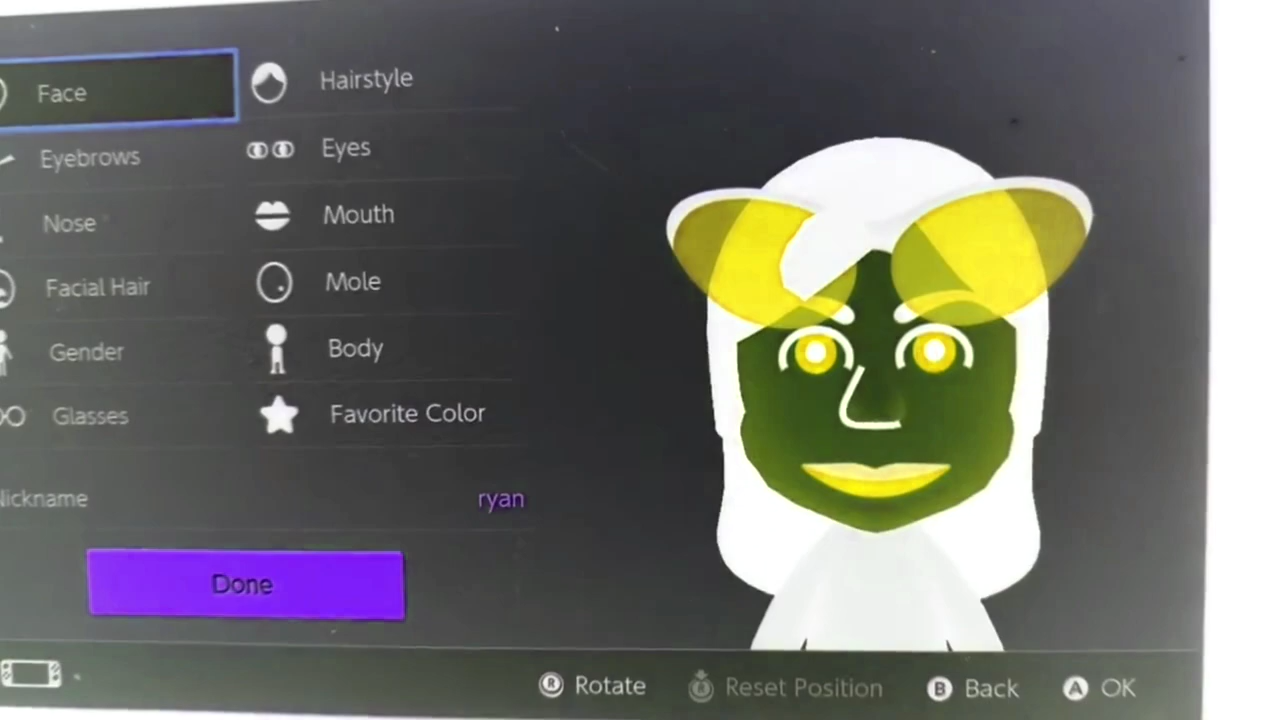 Face
Hairstyle
Eyebrows
Eyes
Nose
Mouth
Facial Hair
Mole
Gender
Body
Glasses
Favorite Color
Nickname
ryan
Done
R Rotate
Reset Position
B Back
A OK